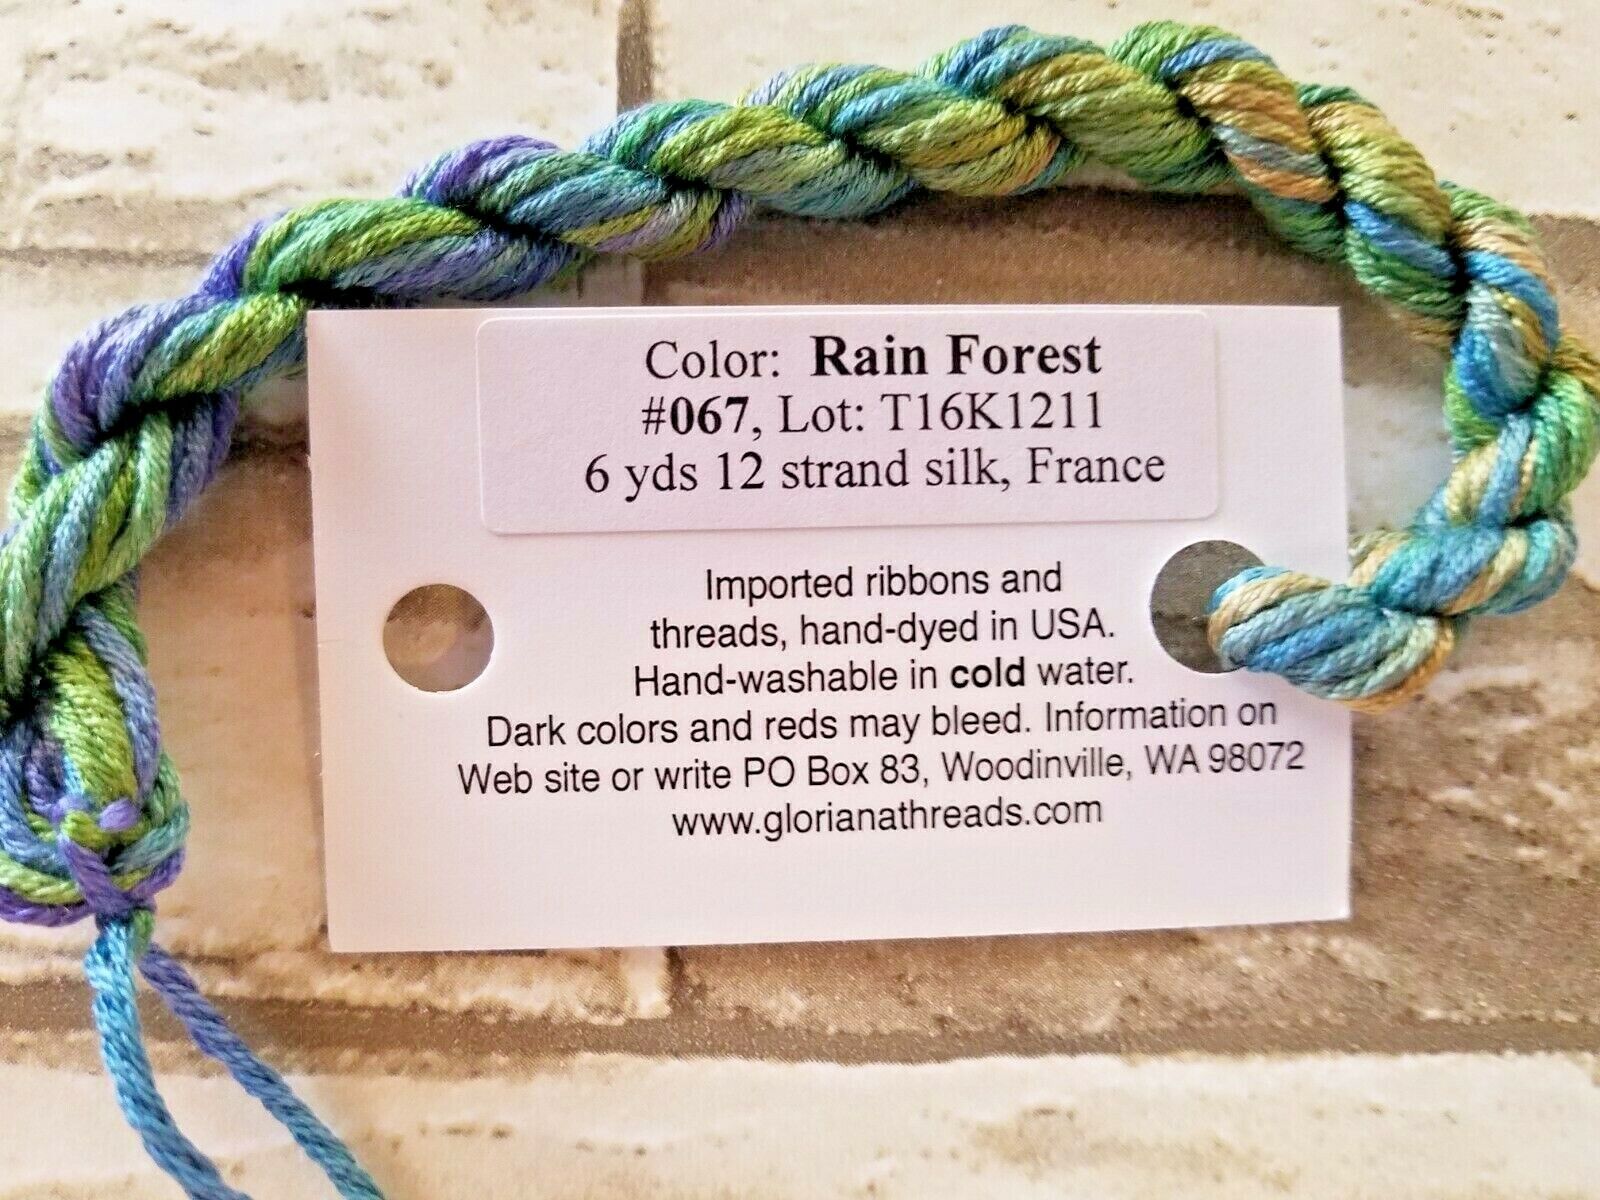 Color: Rain Forest
#067, Lot: T16K1211
6 yds 12 strand silk, France
Imported ribbons and
threads, hand-dyed in USA.
Hand-washable in cold water.
Dark colors and reds may bleed. Information on
Web site or write PO Box 83, Woodinville, WA 98072
www.glorianathreads.com